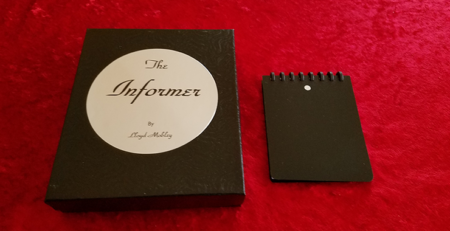 The
Informer
By
Lloyd Mobley